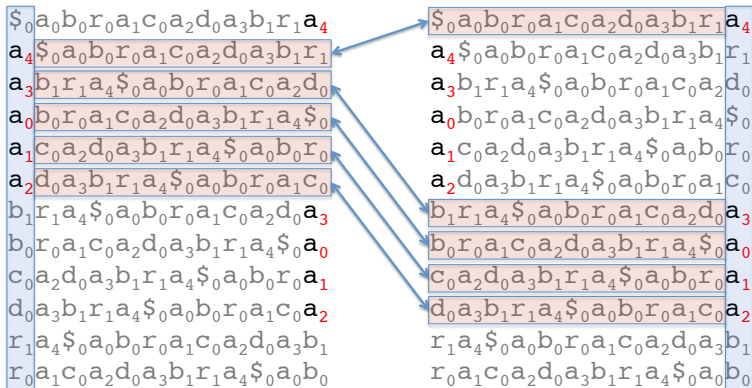 $₀a₀b₀r₀a₁c₀a₂d₀a₃b₁r₁a₄
a₄$₀a₀b₀r₀a₁c₀a₂d₀a₃b₁r₁
a₃b₁r₁a₄$₀a₀b₀r₀a₁c₀a₂d₀
a₀b₀r₀a₁c₀a₂d₀a₃b₁r₁a₄$₀
a₁c₀a₂d₀a₃b₁r₁a₄$₀a₀b₀r₀
a₂d₀a₃b₁r₁a₄$₀a₀b₀r₀a₁c₀
b₁r₁a₄$₀a₀b₀r₀a₁c₀a₂d₀a₃
b₀r₀a₁c₀a₂d₀a₃b₁r₁a₄$₀a₀
c₀a₂d₀a₃b₁r₁a₄$₀a₀b₀r₀a₁
d₀a₃b₁r₁a₄$₀a₀b₀r₀a₁c₀a₂
r₁a₄$₀a₀b₀r₀a₁c₀a₂d₀a₃b₁
r₀a₁c₀a₂d₀a₃b₁r₁a₄$₀a₀b₀
$₀a₀b₀r₀a₁c₀a₂d₀a₃b₁r₁a₄
a₄$₀a₀b₀r₀a₁c₀a₂d₀a₃b₁r₁
a₃b₁r₁a₄$₀a₀b₀r₀a₁c₀a₂d₀
a₀b₀r₀a₁c₀a₂d₀a₃b₁r₁a₄$₀
a₁c₀a₂d₀a₃b₁r₁a₄$₀a₀b₀r₀
a₂d₀a₃b₁r₁a₄$₀a₀b₀r₀a₁c₀
b₁r₁a₄$₀a₀b₀r₀a₁c₀a₂d₀a₃
b₀r₀a₁c₀a₂d₀a₃b₁r₁a₄$₀a₀
c₀a₂d₀a₃b₁r₁a₄$₀a₀b₀r₀a₁
d₀a₃b₁r₁a₄$₀a₀b₀r₀a₁c₀a₂
r₁a₄$₀a₀b₀r₀a₁c₀a₂d₀a₃b₁
r₀a₁c₀a₂d₀a₃b₁r₁a₄$₀a₀b₀